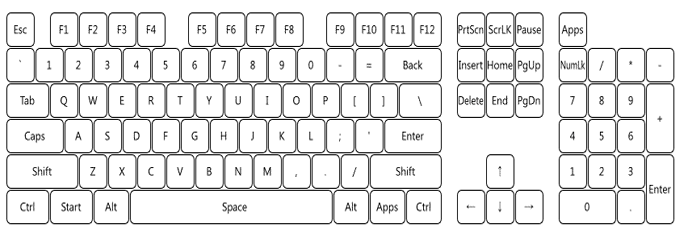 Esc F1 F2 F3 F4 F5 F6 F7 F8 F9 F10 F11 F12 PrtScn ScrLK Pause Apps
` 1 2 3 4 5 6 7 8 9 0 - = Back Insert Home PgUp NumLk / * -
Tab Q W E R T Y U I O P [ ] \ Delete End PgDn 7 8 9 +
Caps A S D F G H J K L ; ' Enter 4 5 6
Shift Z X C V B N M , . / Shift ↑ 1 2 3 Enter
Ctrl Start Alt Space Alt Apps Ctrl ← ↓ → 0 .